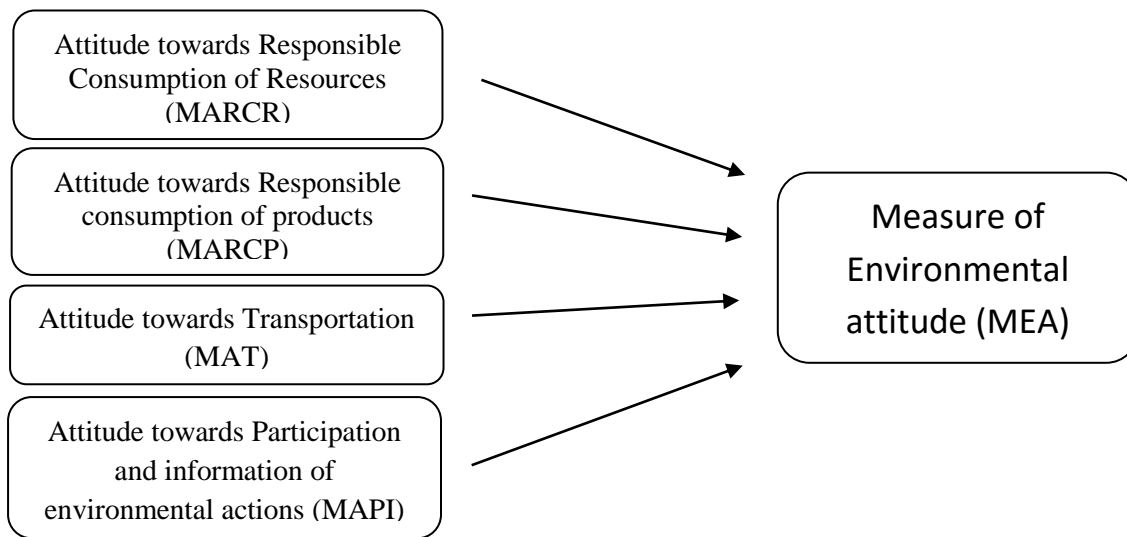 Attitude towards Responsible
Consumption of Resources
(MARCR)
Attitude towards Responsible
consumption of products
(MARCP)
Attitude towards Transportation
(MAT)
Attitude towards Participation
and information of
environmental actions (MAPI)
Measure of
Environmental
attitude (MEA)